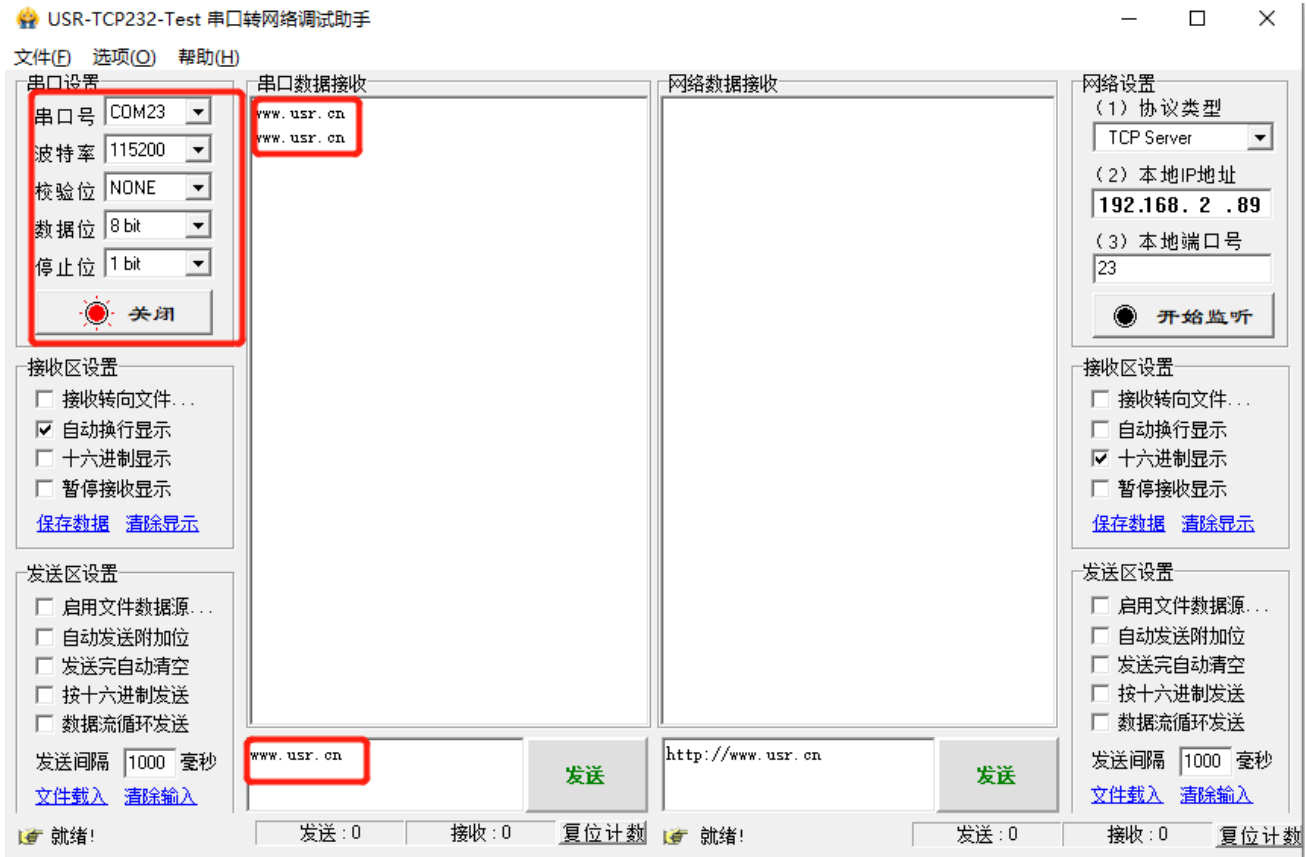 USR-TCP232-Test 串口转网络调试助手
文件(F) 选项(O) 帮助(H)
串口设置
串口号 COM23
波特率 115200
校验位 NONE
数据位 8 bit
停止位 1 bit
关闭
接收区设置
接收转向文件...
自动换行显示
十六进制显示
暂停接收显示
保存数据 清除显示
发送区设置
启用文件数据源...
自动发送附加位
发送完自动清空
按十六进制发送
数据流循环发送
发送间隔 1000 毫秒
文件载入 清除输入
就绪!
串口数据接收
www.usr.cn
www.usr.cn
www.usr.cn
发送
发送 : 0 接收 : 0 复位计数
网络数据接收
http://www.usr.cn
发送
就绪!
发送 : 0 接收 : 0 复位计数
网络设置
（1）协议类型
TCP Server
（2）本地IP地址
192.168. 2 .89
（3）本地端口号
23
开始监听
接收区设置
接收转向文件...
自动换行显示
十六进制显示
暂停接收显示
保存数据 清除显示
发送区设置
启用文件数据源...
自动发送附加位
发送完自动清空
按十六进制发送
数据流循环发送
发送间隔 1000 毫秒
文件载入 清除输入